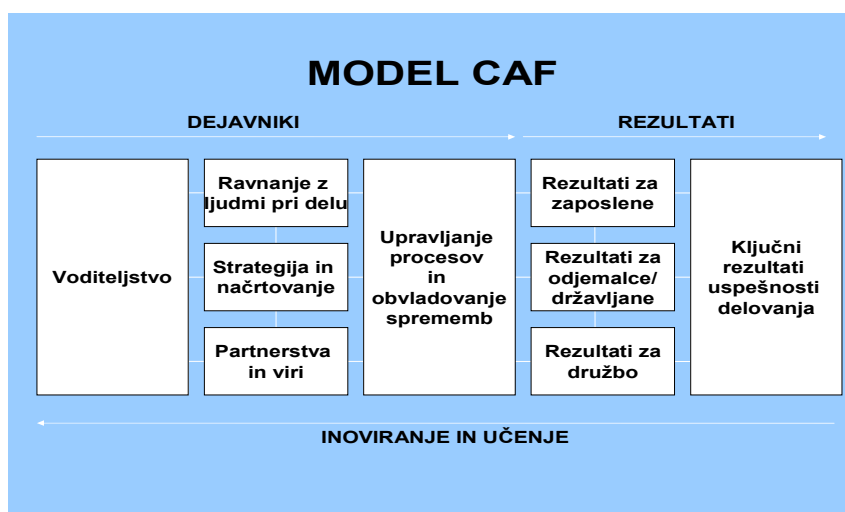 MODEL CAF
DEJAVNIKI
REZULTATI
Voditeljstvo
Ravnanje z
ljudmi pri delu
Strategija in
načrtovanje
Partnerstva
in viri
Upravljanje
procesov
in
obvladovanje
sprememb
Rezultati za
zaposlene
Rezultati za
odjemalce/
državljane
Rezultati za
družbo
Ključni
rezultati
uspešnosti
delovanja
INOVIRANJE IN UČENJE